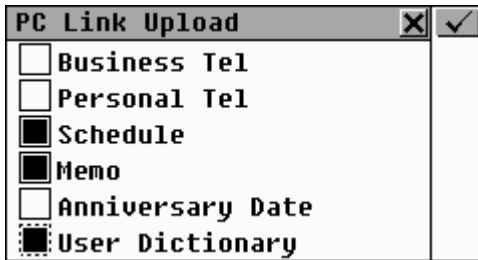 PC Link Upload
Business Tel
Personal Tel
Schedule
Memo
Anniversary Date
User Dictionary